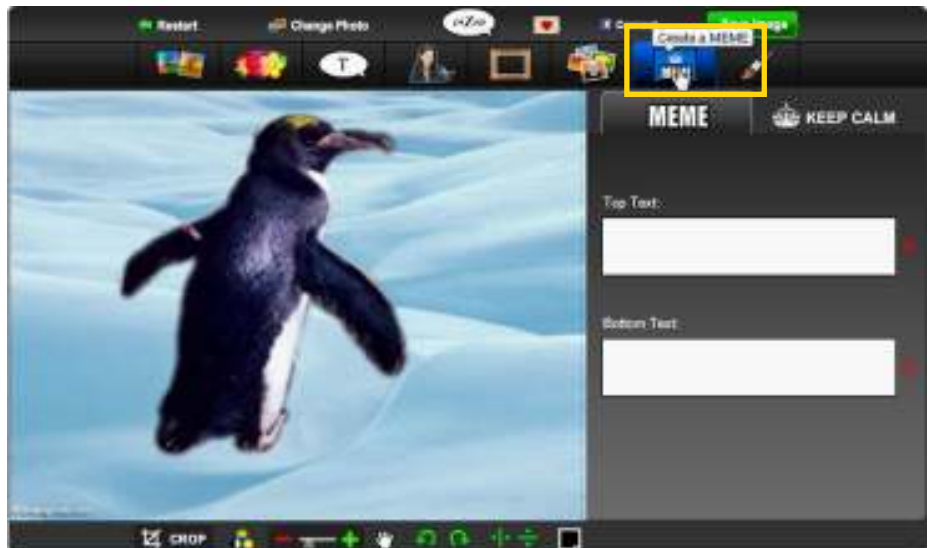 Restart
Change Photo
Create a MEME
T
MEME
KEEP CALM
Top Text:
Bottom Text:
CROP